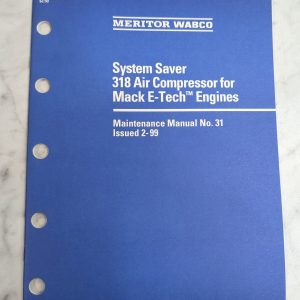 MERITOR WABCO
System Saver
318 Air Compressor for
Mack E-Tech™ Engines
Maintenance Manual No. 31
Issued 2-99